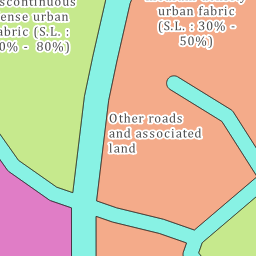 scontinuous
ense urban
abric (S.L. :
0% - 80%)
urban fabric
(S.L. : 30% -
50%)
Other roads
and associated
land